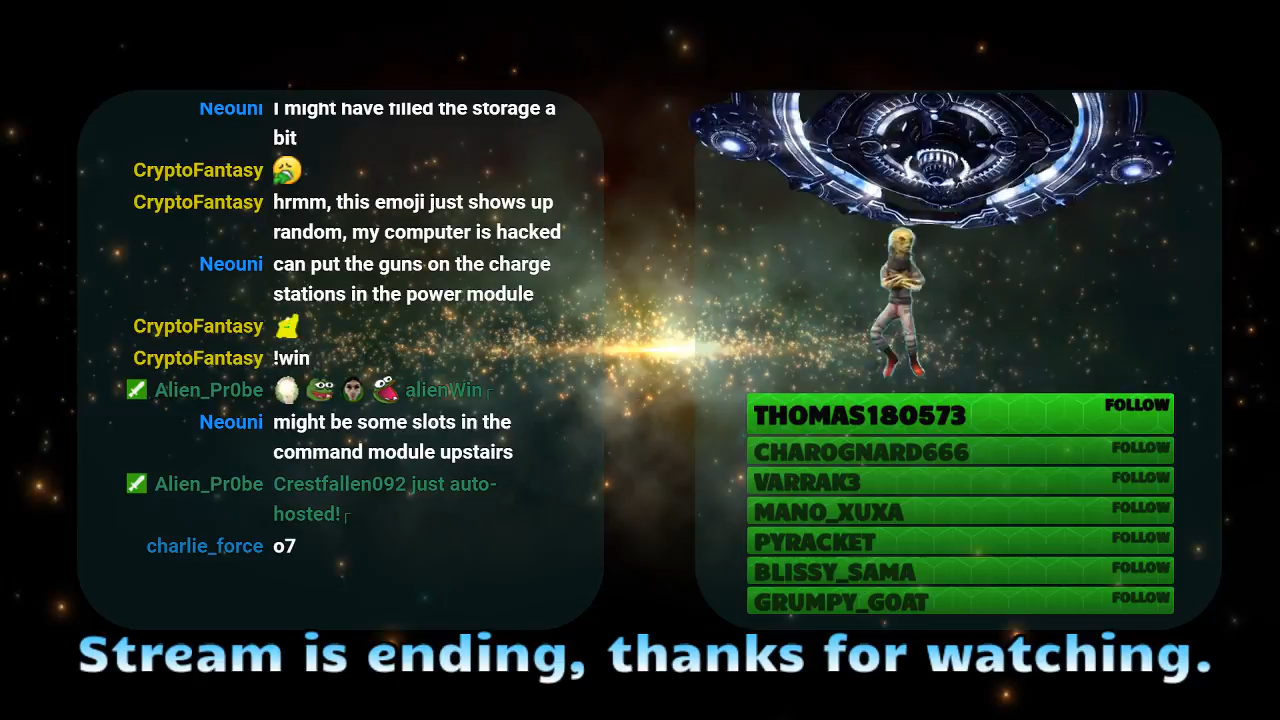 Neouni I might have filled the storage a
bit
CryptoFantasy
CryptoFantasy hrmm, this emoji just shows up
random, my computer is hacked
Neouni can put the guns on the charge
stations in the power module
CryptoFantasy
CryptoFantasy !win
Alien_Pr0be alienWin
Neouni might be some slots in the
command module upstairs
Alien_Pr0be Crestfallen092 just auto-
hosted!
charlie_force o7
THOMAS180573 FOLLOW
CHAROGNARD666 FOLLOW
VARRAK3 FOLLOW
MANO_XUXA FOLLOW
PYRACKET FOLLOW
BLISSY_SAMA FOLLOW
GRUMPY_GOAT FOLLOW
Stream is ending, thanks for watching.